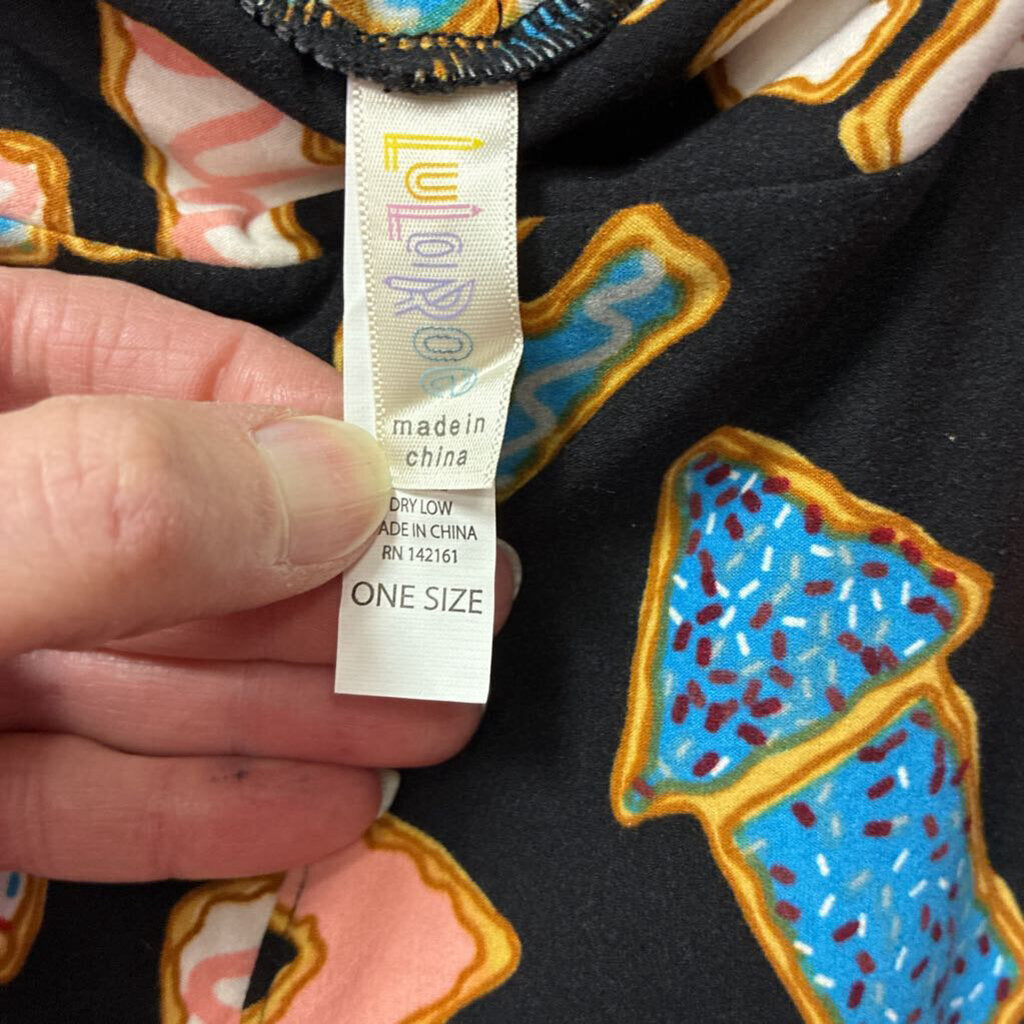 LuLaRoe
made in
china
DRY LOW
ADE IN CHINA
RN 142161
ONE SIZE